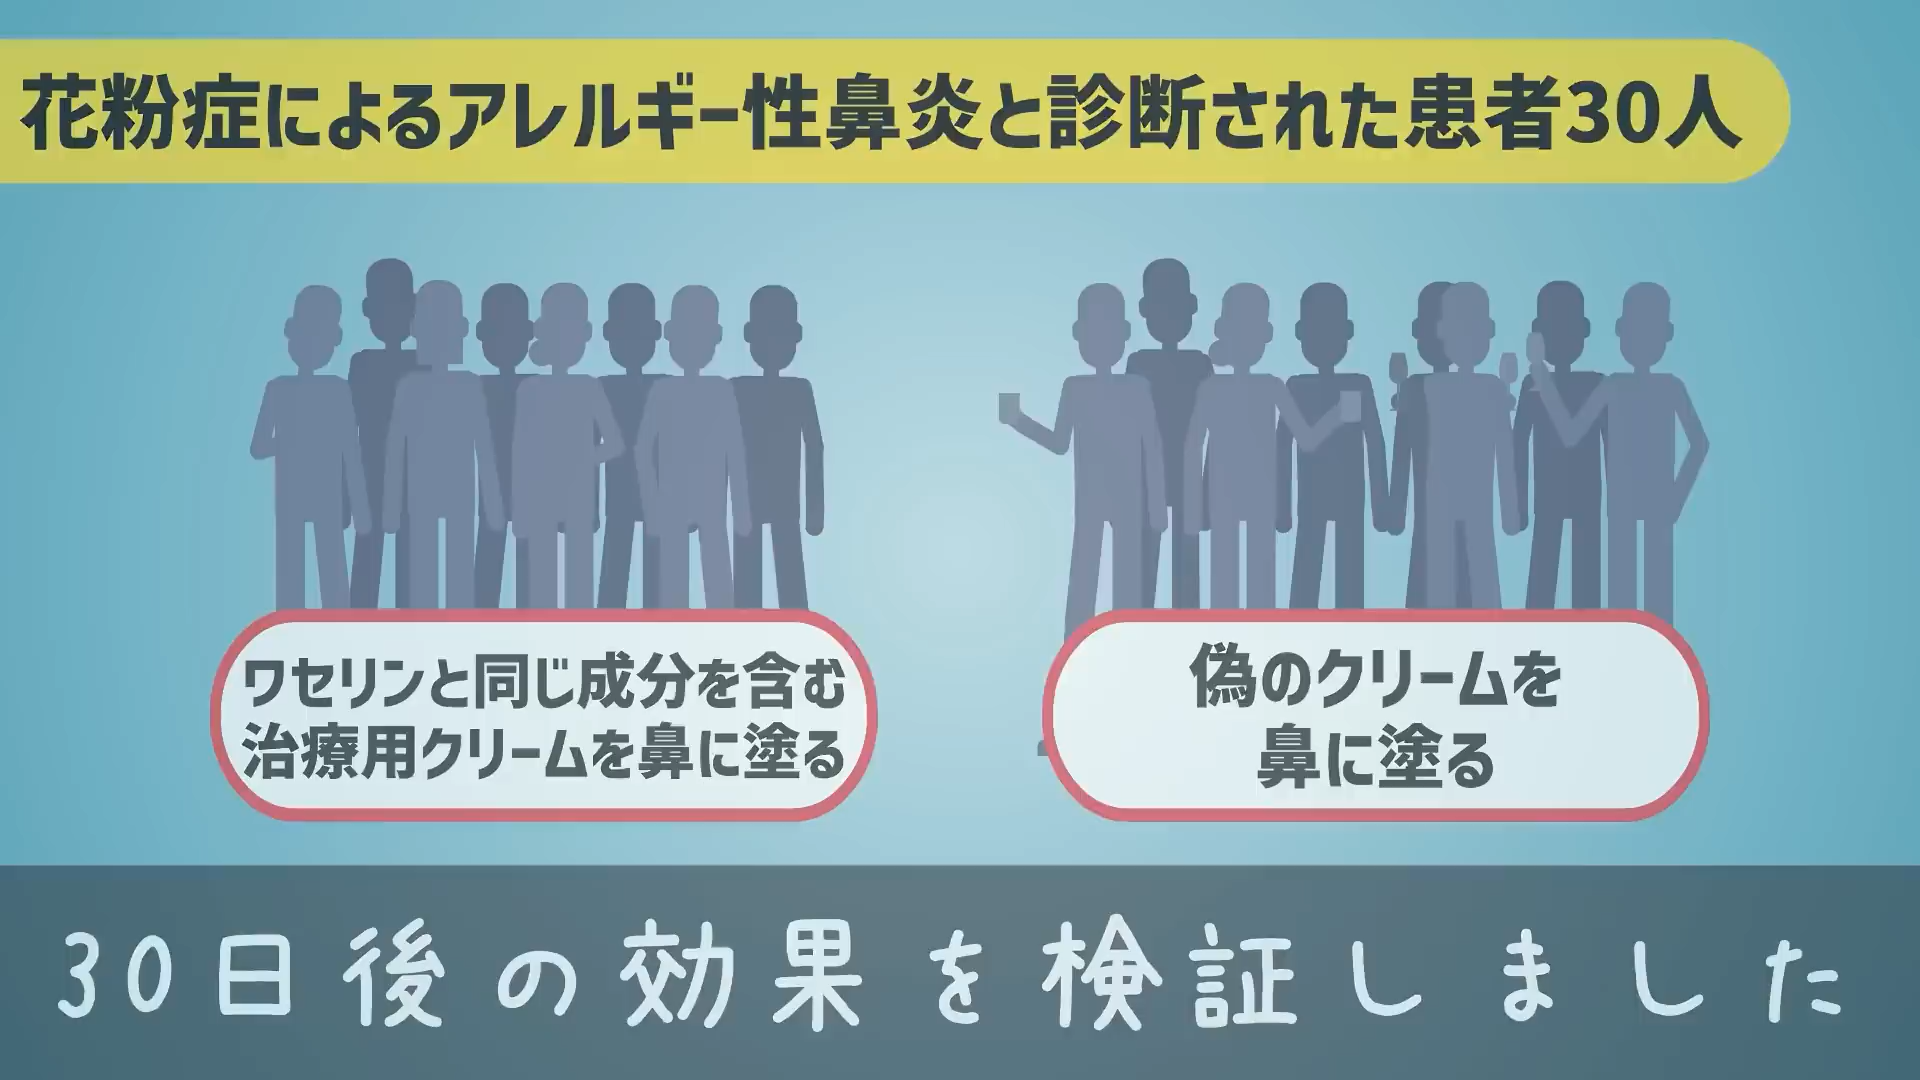 花粉症によるアレルギー性鼻炎と診断された患者30人
ワセリンと同じ成分を含む
治療用クリームを鼻に塗る
偽のクリームを
鼻に塗る
30日後の効果を検証しました